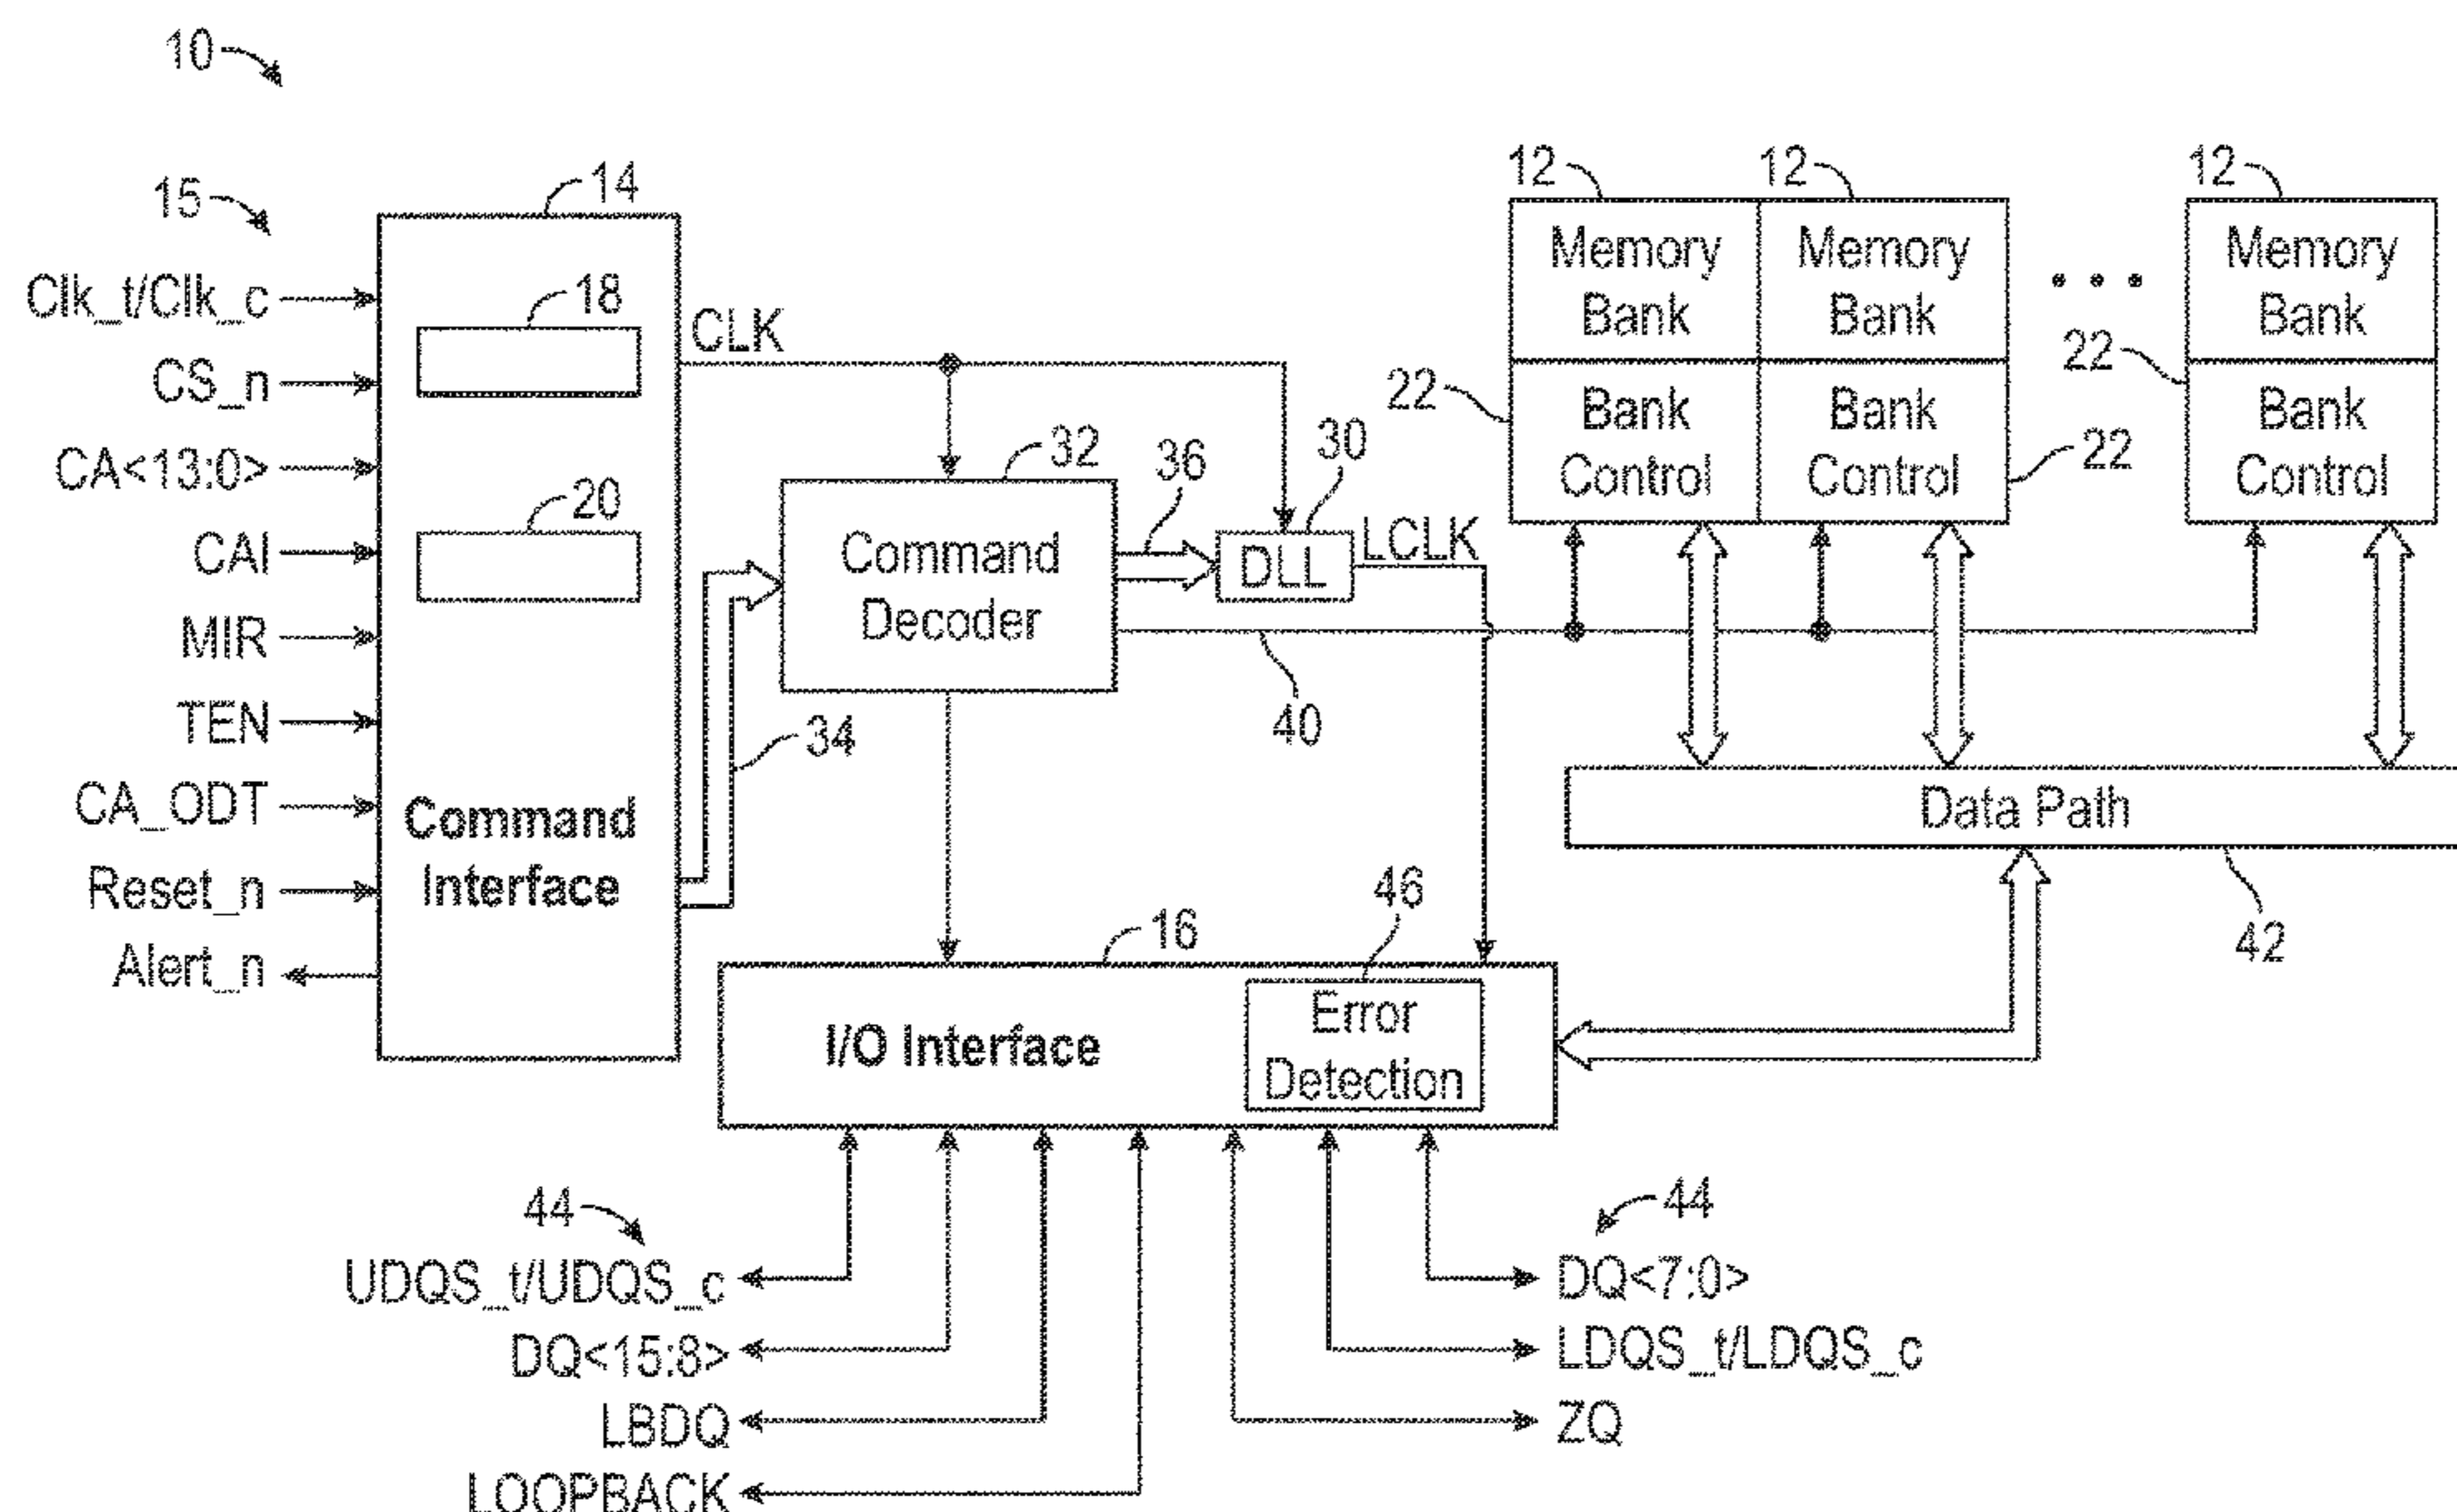 10
15
14
12 12 12
Clk_t/Clk_c
CS_n
CA<13:0>
CAI
MIR
TEN
CA_ODT
Reset_n
Alert_n
18
20
Command
Interface
CLK
34
32
Command
Decoder
36
30
DLL
LCLK
40
Memory
Bank
Bank
Control
22
Memory
Bank
Bank
Control
22
• • •
Memory
Bank
Bank
Control
22
Data Path
42
16
I/O Interface
46
Error
Detection
44
UDQS_t/UDQS_c
DQ<15:8>
LBDQ
LOOPBACK
44
DQ<7:0>
LDQS_t/LDQS_c
ZQ